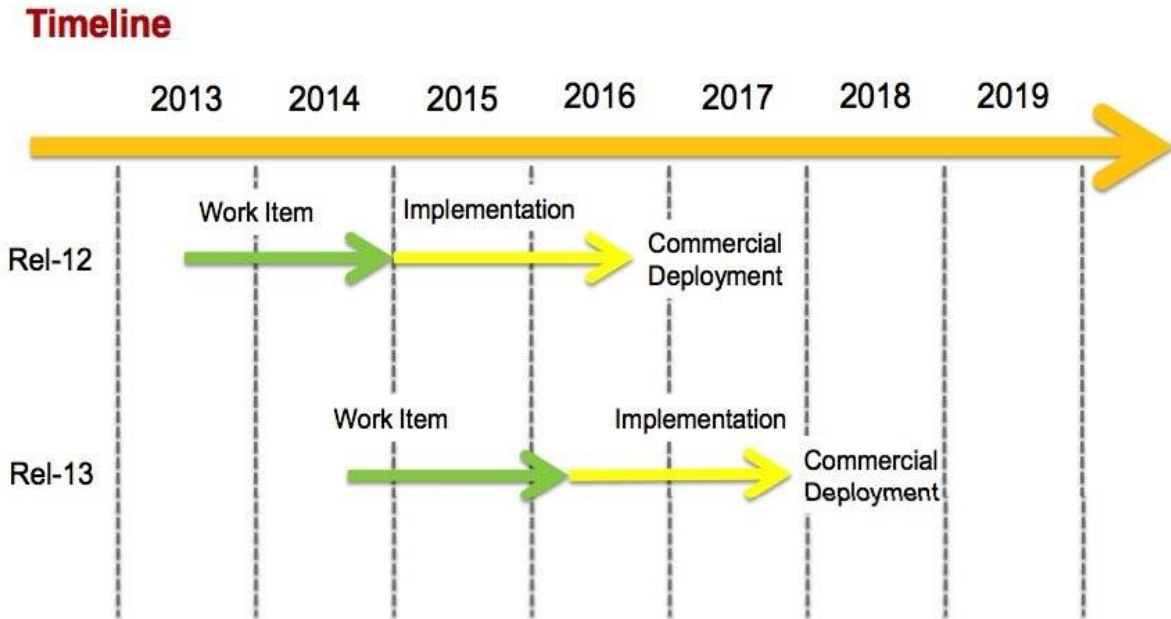 Timeline
2013 2014 2015 2016 2017 2018 2019
Work Item Implementation
Rel-12
Commercial
Deployment
Work Item Implementation
Rel-13
Commercial
Deployment